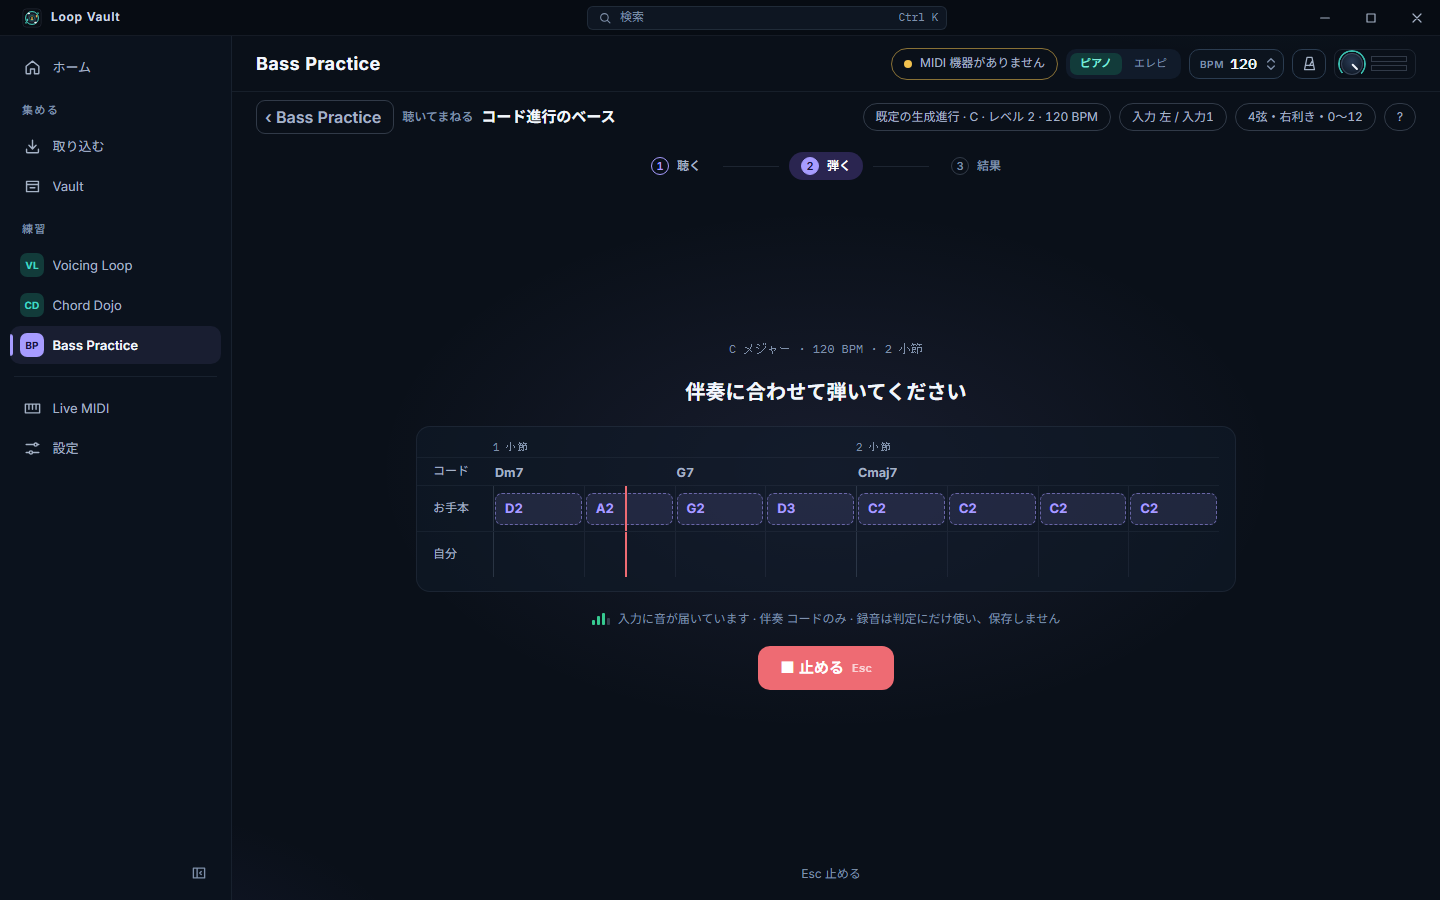 Loop Vault
検索
Ctrl K
ホーム
集める
取り込む
Vault
練習
VL Voicing Loop
CD Chord Dojo
BP Bass Practice
Live MIDI
設定
Bass Practice
MIDI 機器がありません
ピアノ エレピ
BPM 120
‹ Bass Practice 聴いてまねる コード進行のベース
既定の生成進行 · C · レベル 2 · 120 BPM
入力 左 / 入力1
4弦・右利き・0〜12
?
1 聴く
2 弾く
3 結果
C メジャー · 120 BPM · 2 小節
伴奏に合わせて弾いてください
1 小節 2 小節
コード Dm7 G7 Cmaj7
お手本 D2 A2 G2 D3 C2 C2 C2 C2
自分
入力に音が届いています · 伴奏 コードのみ · 録音は判定にだけ使い、保存しません
■ 止める Esc
Esc 止める